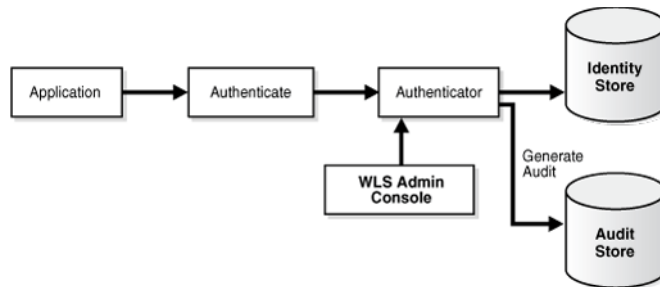 Identity
Store
Application
Authenticate
Authenticator
Generate
Audit
WLS Admin
Console
Audit
Store